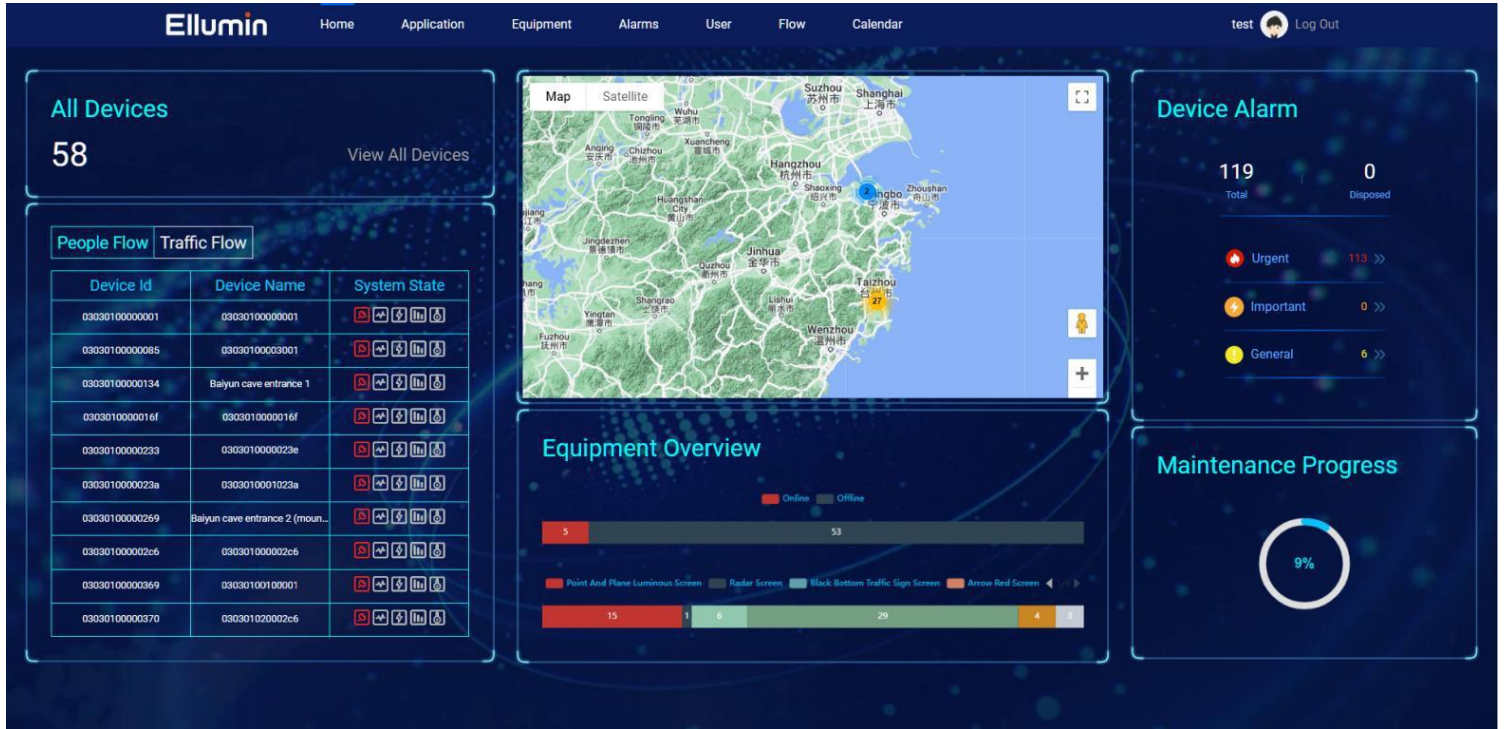 Ellumin
Home Application Equipment Alarms User Flow Calendar
test Log Out
All Devices
58
View All Devices
People Flow Traffic Flow
Device Id Device Name System State
03030100000001 03030100000001
03030100000085 03030100003001
03030100000134 Baiyun cave entrance 1
0303010000016f 0303010000016f
03030100000233 0303010000023e
0303010000023a 0303010001023a
03030100000269 Baiyun cave entrance 2 (moun...
030301000002c6 030301000002c6
03030100000369 03030100100001
03030100000370 030301020002c6
Map Satellite
Suzhou
苏州市
Shanghai
上海市
Wuhu
芜湖市
Tongling
铜陵市
Anqing
安庆市
Chizhou
池州市
Xuancheng
宣城市
Hangzhou
杭州市
Shaoxing
绍兴市
2
ingbo
宁波市
Zhoushan
舟山市
Huangshan
City
黄山市
Jingdezhen
景德镇市
Jinhua
金华市
Quzhou
衢州市
Taizhou
27
Shangrao
上饶市
Lishui
丽水市
Yingtan
鹰潭市
Wenzhou
温州市
Fuzhou
抚州市
Equipment Overview
Online Offline
5 53
Point And Plane Luminous Screen Radar Screen Black Bottom Traffic Sign Screen Arrow Red Screen
15 1 6 29 4 3
Device Alarm
119 0
Total Disposed
Urgent 113
Important 0
General 6
Maintenance Progress
9%